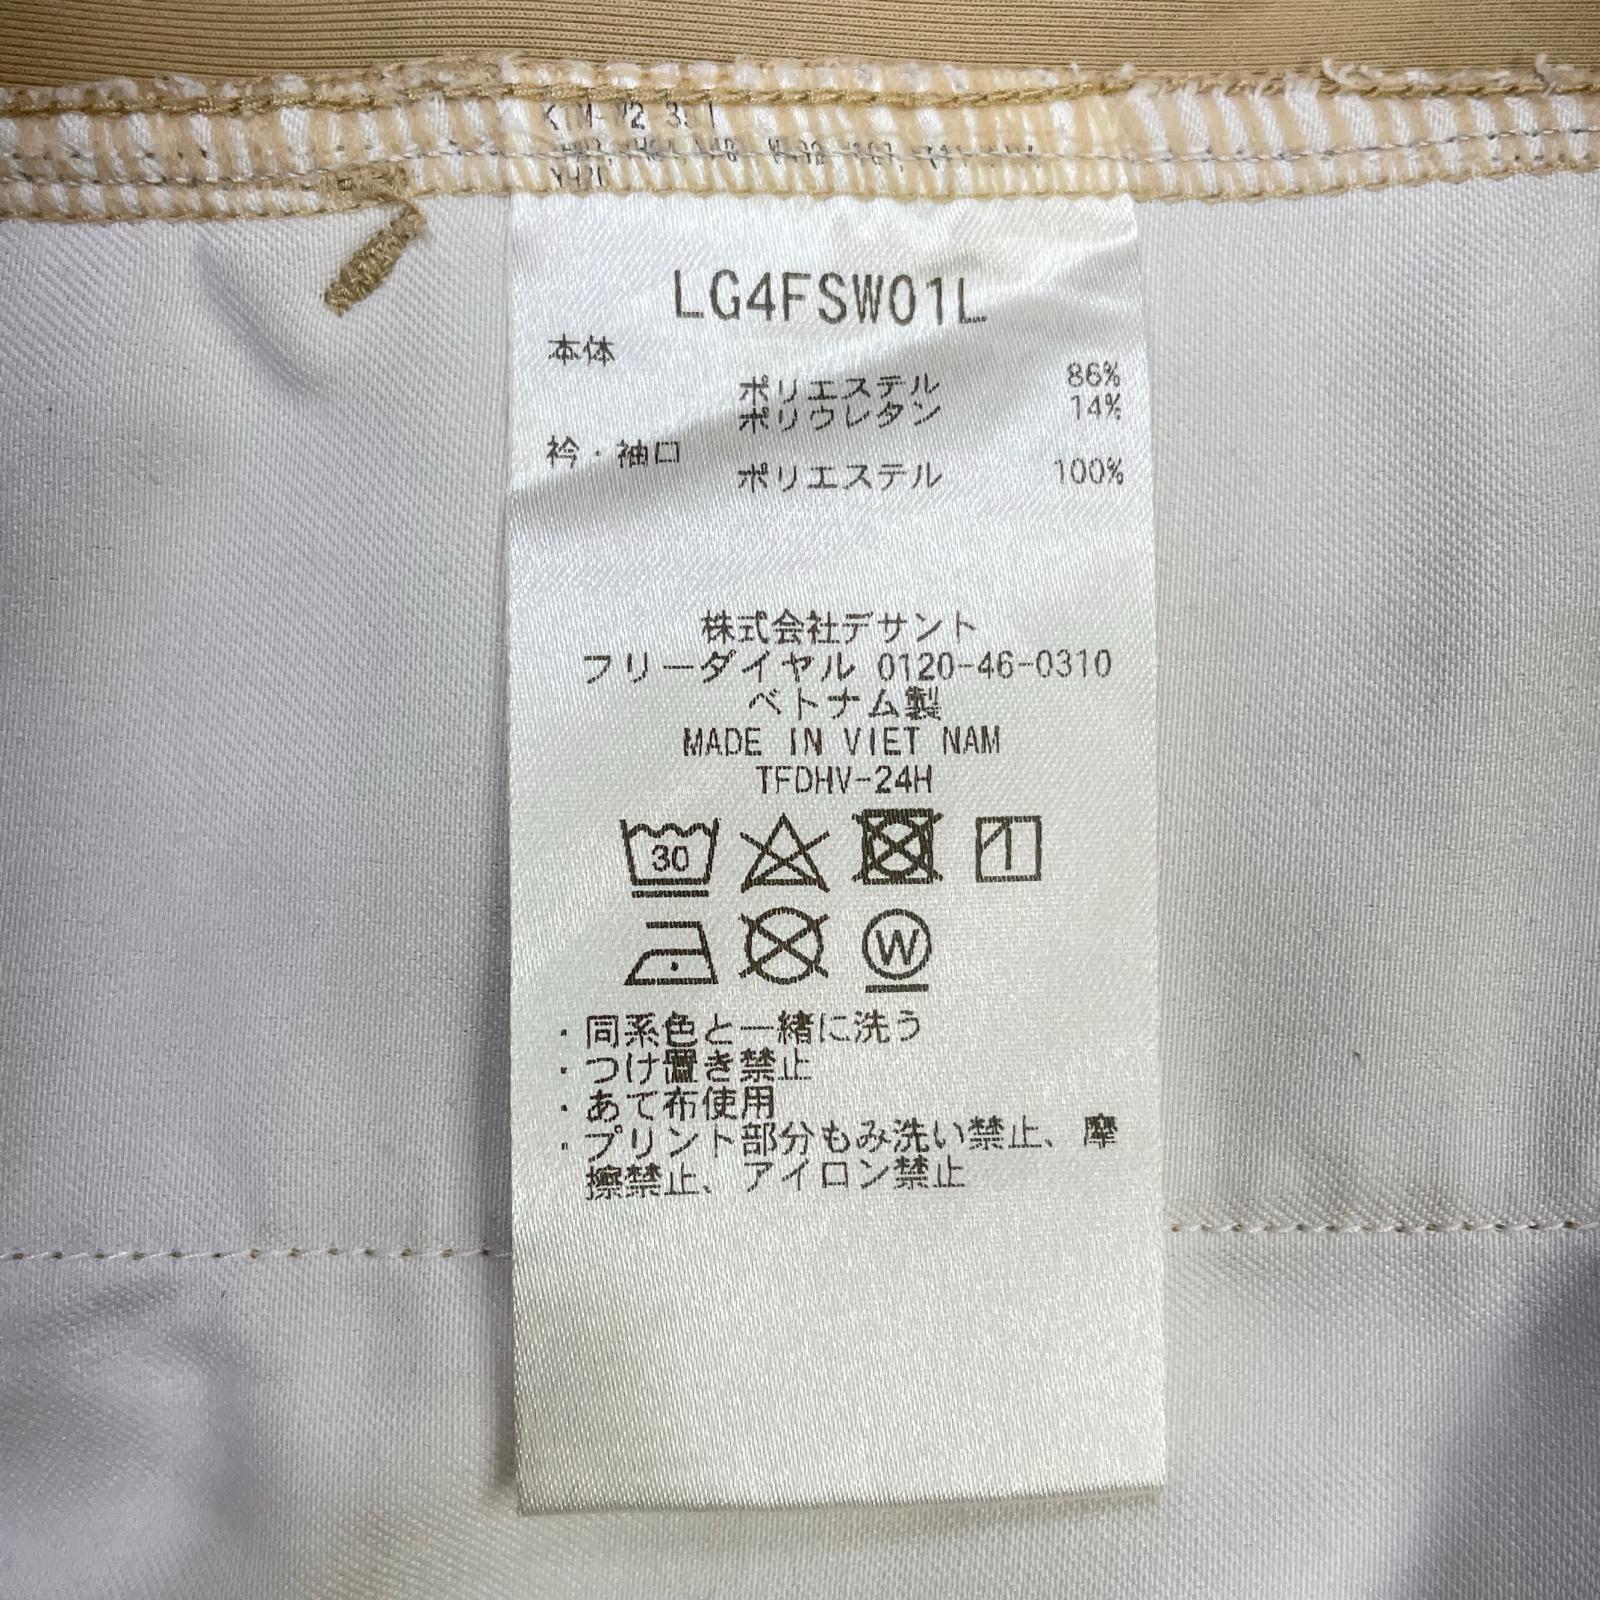 LG4FSW01L
本体
ポリエステル 86%
ポリウレタン 14%
衿・袖口
ポリエステル 100%
株式会社デサント
フリーダイヤル 0120-46-0310
ベトナム製
MADE IN VIET NAM
TFDHV-24H
30
W
・同系色と一緒に洗う
・つけ置き禁止
・あて布使用
・プリント部分もみ洗い禁止、摩
擦禁止、アイロン禁止